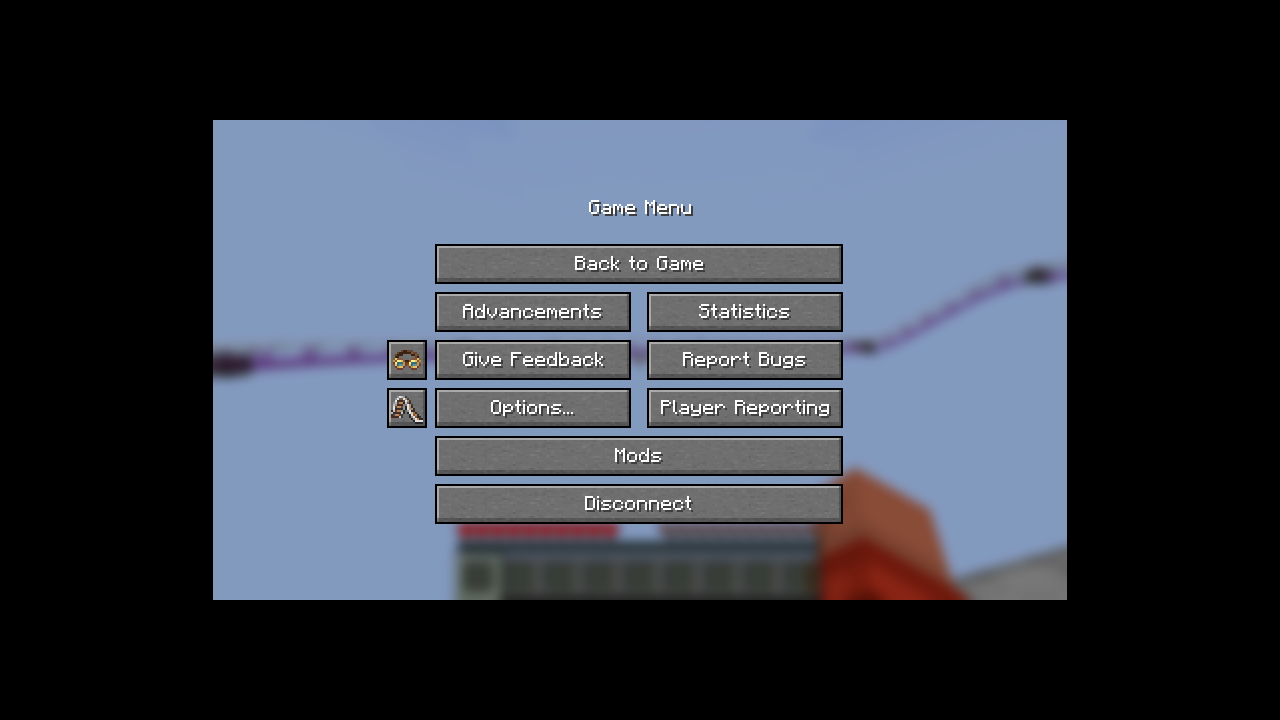 Game Menu
Back to Game
Advancements
Statistics
Give Feedback
Report Bugs
Options...
Player Reporting
Mods
Disconnect